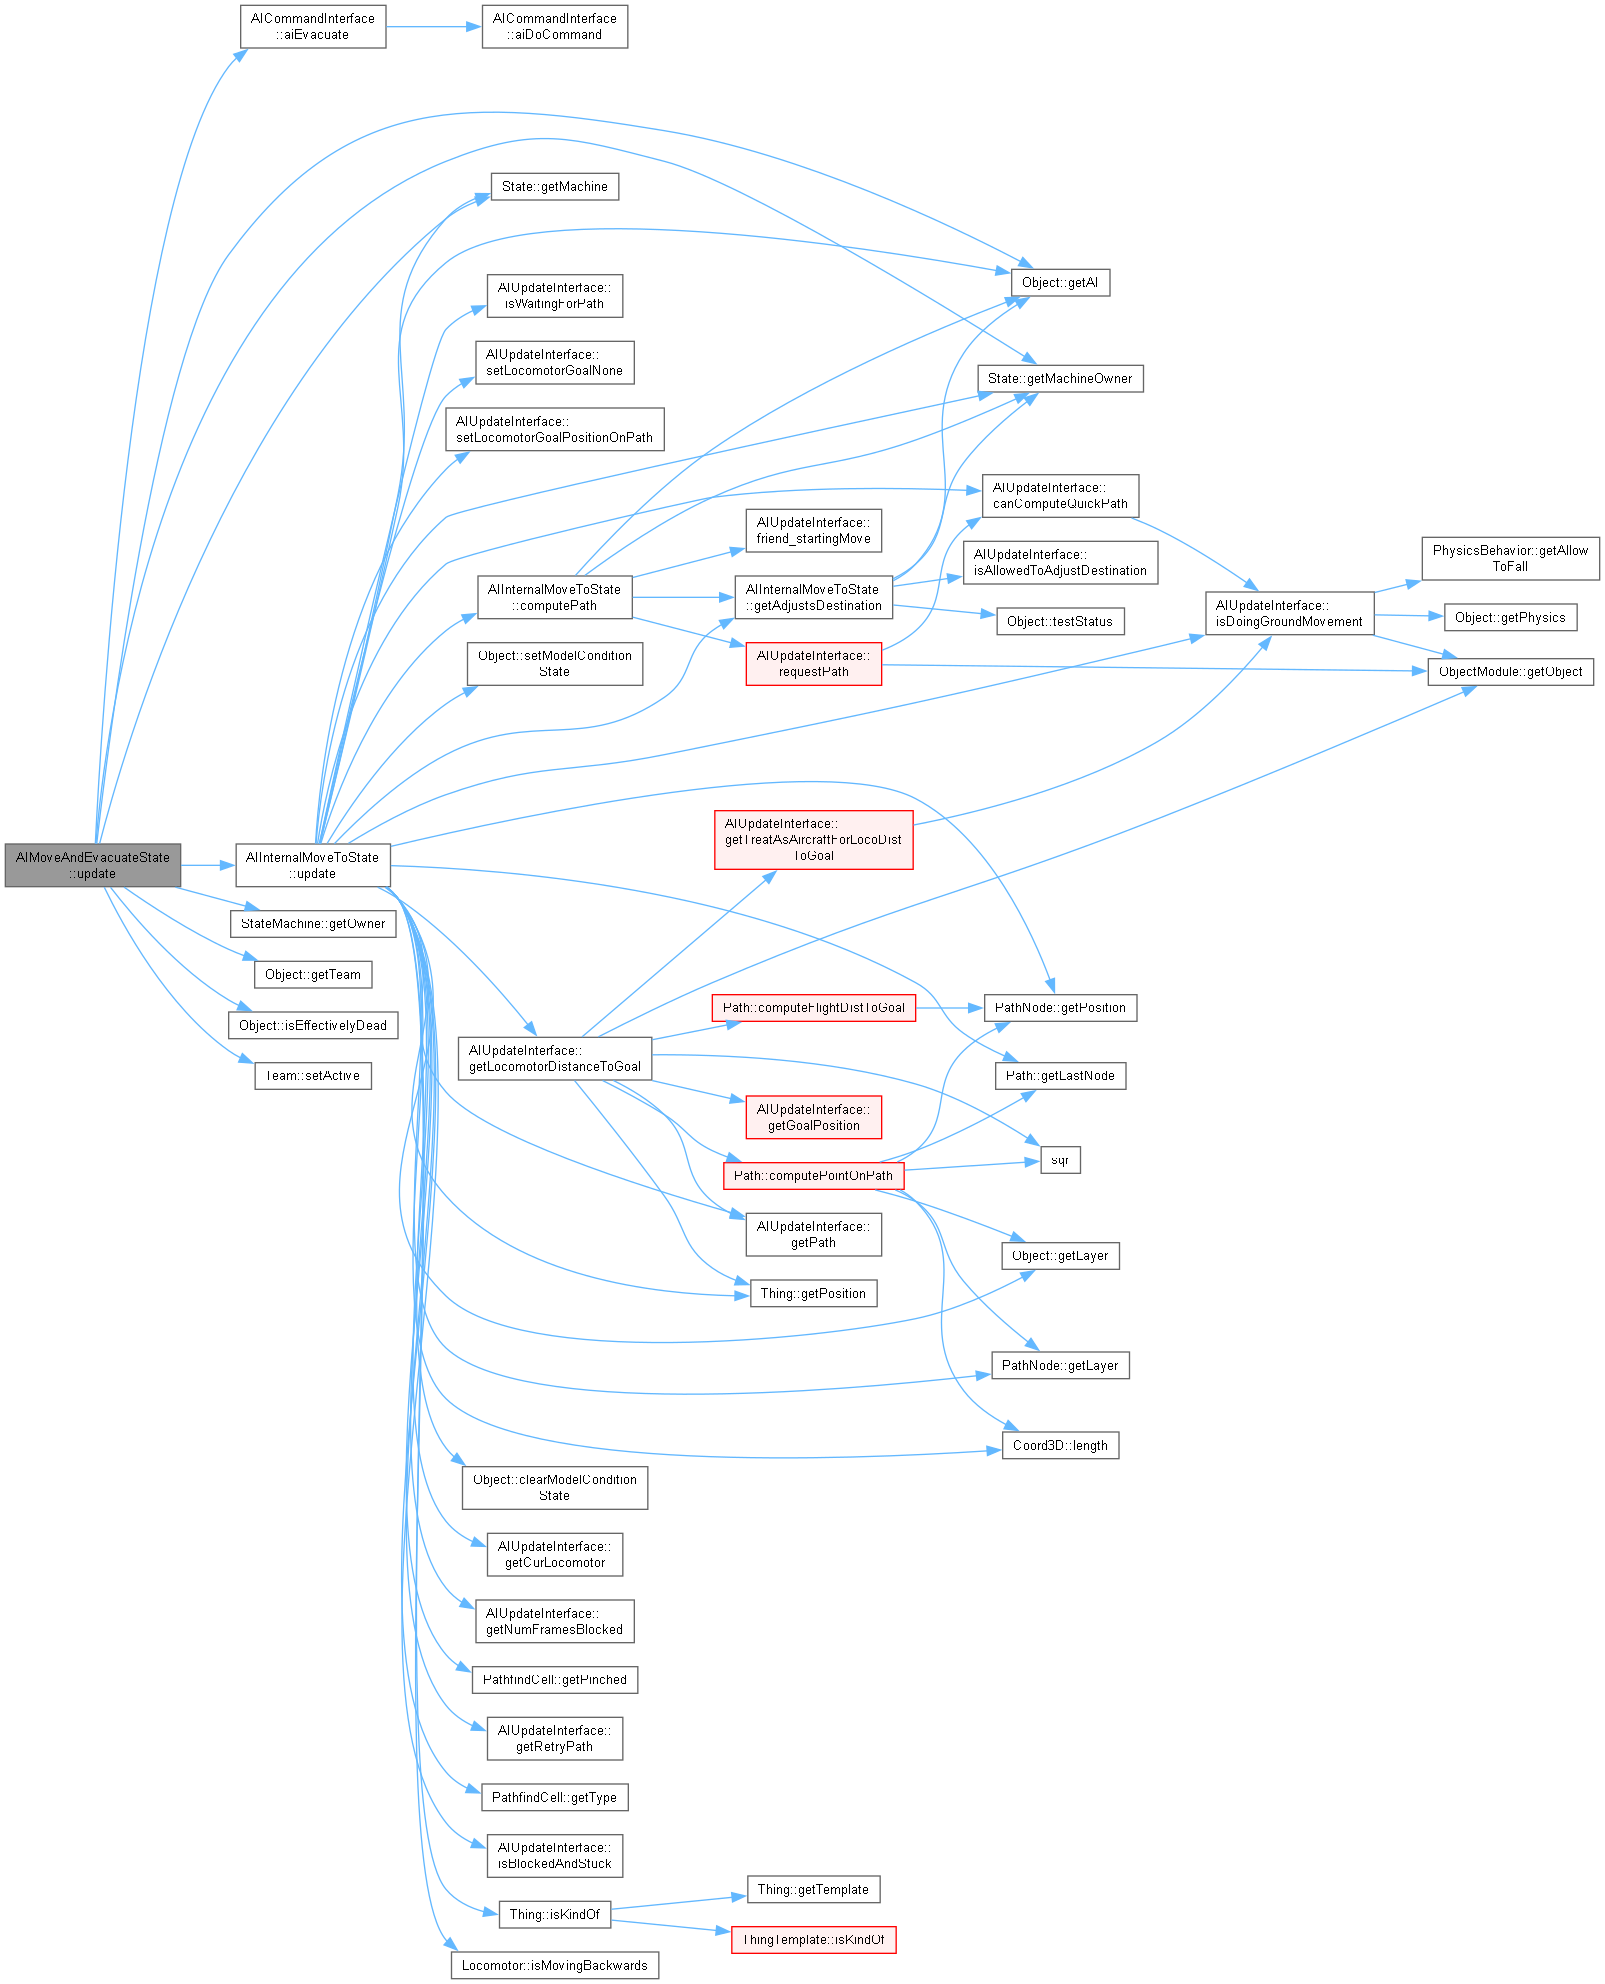 AICommandInterface
::aiEvacuate
AICommandInterface
::aiDoCommand
State::getMachine
AIUpdateInterface::
isWaitingForPath
Object::getAI
AIUpdateInterface::
setLocomotorGoalNone
State::getMachineOwner
AIUpdateInterface::
setLocomotorGoalPositionOnPath
AIUpdateInterface::
canComputeQuickPath
AIUpdateInterface::
friend_startingMove
PhysicsBehavior::getAllow
ToFall
AIUpdateInterface::
isAllowedToAdjustDestination
AIInternalMoveToState
::computePath
AIInternalMoveToState
::getAdjustsDestination
AIUpdateInterface::
isDoingGroundMovement
Object::getPhysics
Object::testStatus
Object::setModelCondition
State
AIUpdateInterface::
requestPath
ObjectModule::getObject
AIUpdateInterface::
getTreatAsAircraftForLocoDist
ToGoal
AIMoveAndEvacuateState
::update
AIInternalMoveToState
::update
StateMachine::getOwner
Object::getTeam
Object::isEffectivelyDead
Team::setActive
Path::computeFlightDistToGoal
PathNode::getPosition
AIUpdateInterface::
getLocomotorDistanceToGoal
Path::getLastNode
AIUpdateInterface::
getGoalPosition
sqr
Path::computePointOnPath
AIUpdateInterface::
getPath
Object::getLayer
Thing::getPosition
PathNode::getLayer
Coord3D::length
Object::clearModelCondition
State
AIUpdateInterface::
getCurLocomotor
AIUpdateInterface::
getNumFramesBlocked
PathfindCell::getPinched
AIUpdateInterface::
getRetryPath
PathfindCell::getType
AIUpdateInterface::
isBlockedAndStuck
Thing::isKindOf
Thing::getTemplate
ThingTemplate::isKindOf
Locomotor::isMovingBackwards